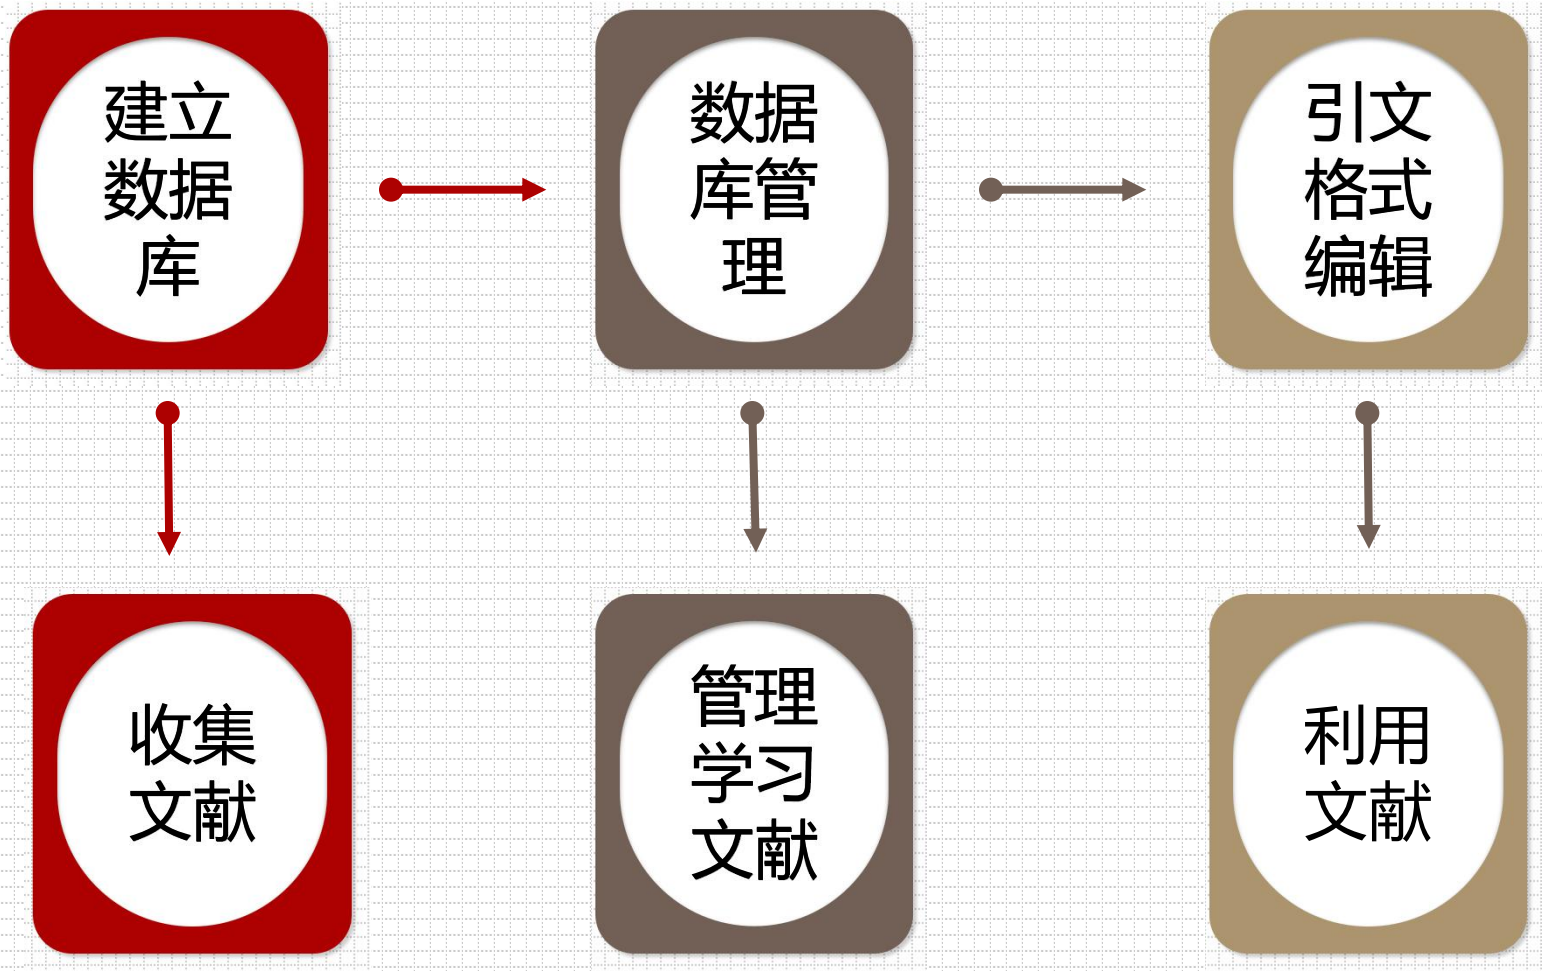 建立
数据
库
数据
库管
理
引文
格式
编辑
收集
文献
管理
学习
文献
利用
文献